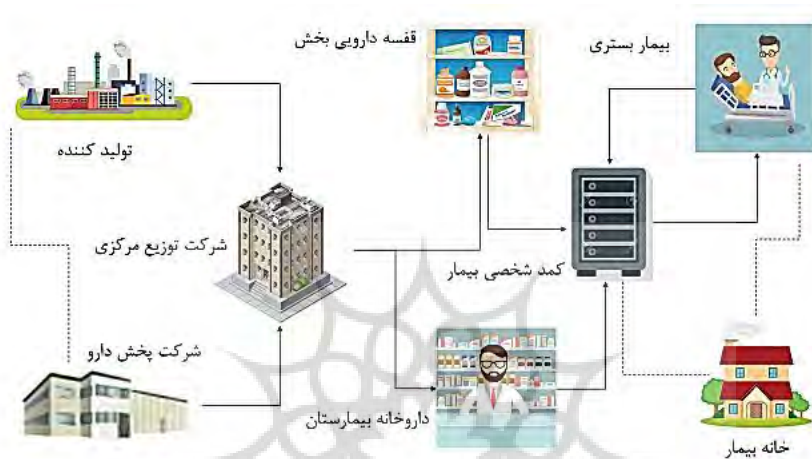 قفسه دارویی بخش
بیمار بستری
تولید کننده
شرکت توزیع مرکزی
کمد شخصی بیمار
شرکت پخش دارو
داروخانه بیمارستان
خانه بیمار